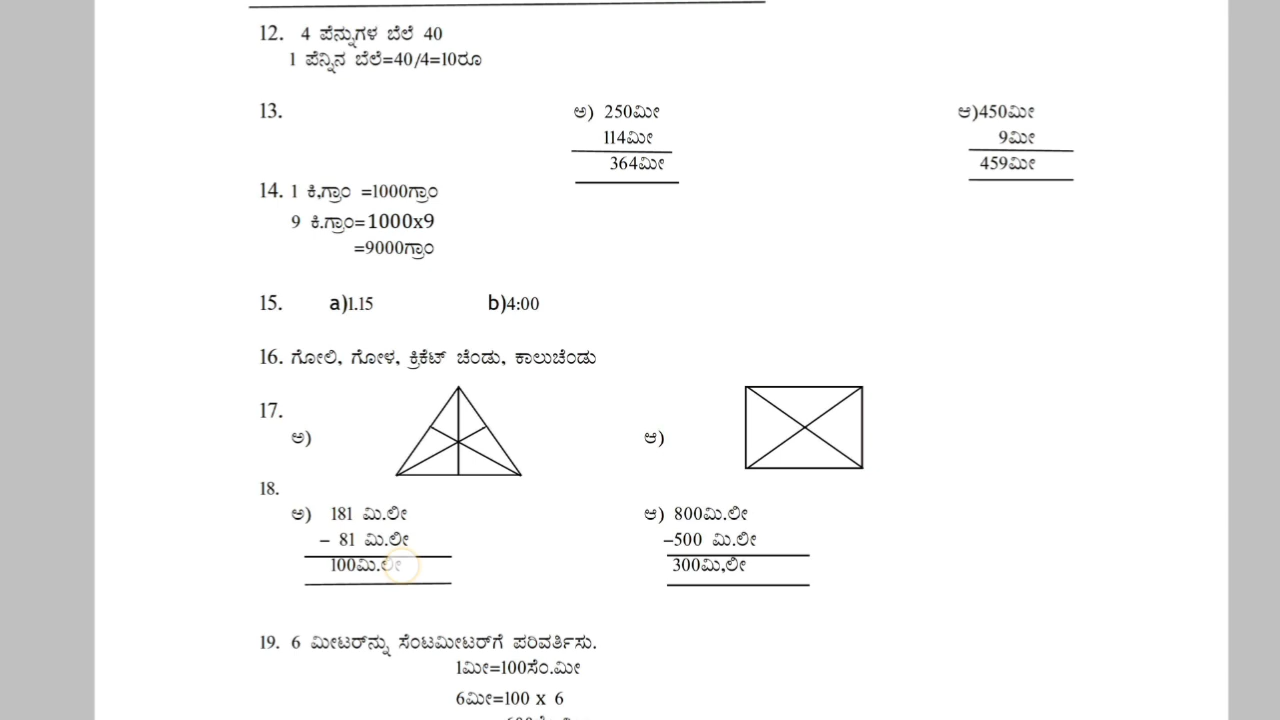 12. 4 ಪೆನ್ನುಗಳ ಬೆಲೆ 40
1 ಪೆನ್ನಿನ ಬೆಲೆ=40/4=10ರೂ
13. ಅ) 250ಮೀ ಆ)450ಮೀ
114ಮೀ 9ಮೀ
364ಮೀ 459ಮೀ
14. 1 ಕಿ,ಗ್ರಾಂ =1000ಗ್ರಾಂ
9 ಕಿ.ಗ್ರಾಂ=1000x9
=9000ಗ್ರಾಂ
15. a)1.15 b)4:00
16. ಗೋಲಿ, ಗೋಳ, ಕ್ರಿಕೆಟ್ ಚೆಂಡು, ಕಾಲುಚೆಂಡು
17.
ಅ) ಆ)
18.
ಅ) 181 ಮಿ.ಲೀ ಆ) 800ಮಿ.ಲೀ
– 81 ಮಿ.ಲೀ –500 ಮಿ.ಲೀ
100ಮಿ.ಲೀ 300ಮಿ,ಲೀ
19. 6 ಮೀಟರ್‌ನ್ನು ಸೆಂಟಮೀಟರ್‌ಗೆ ಪರಿವರ್ತಿಸು.
1ಮೀ=100ಸೆಂ.ಮೀ
6ಮೀ=100 x 6